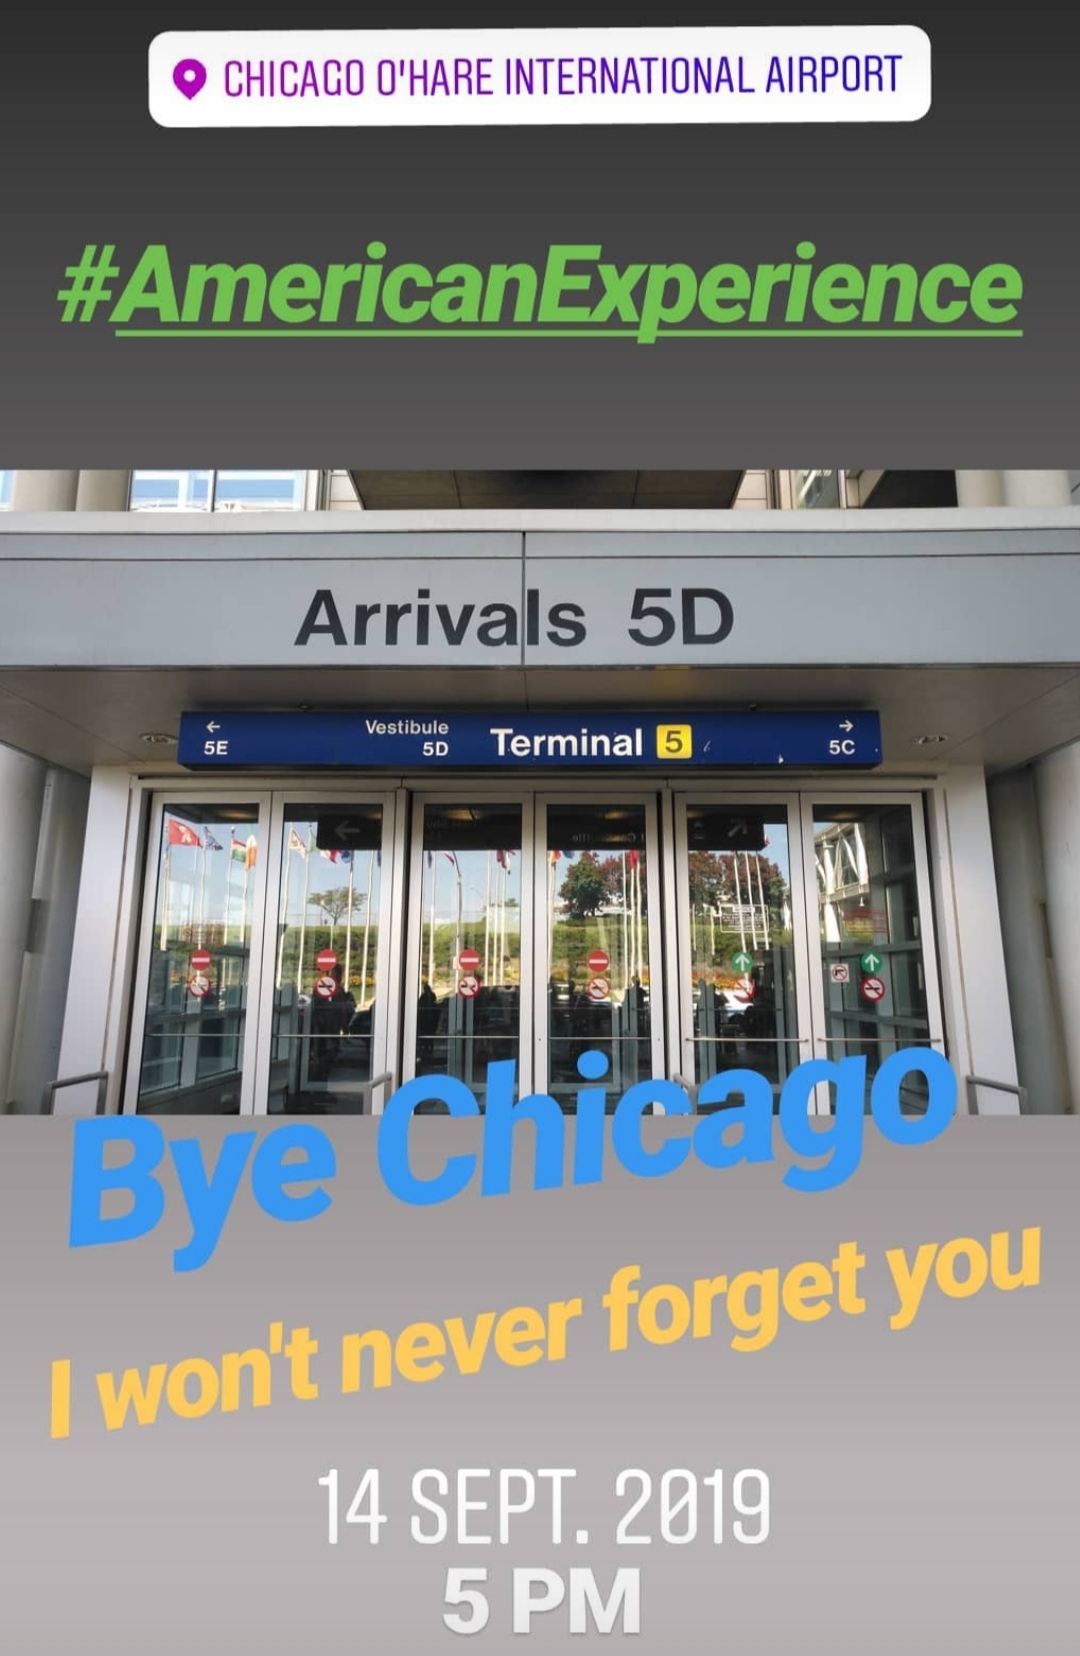 CHICAGO O'HARE INTERNATIONAL AIRPORT
#AmericanExperience
Arrivals 5D
← Vestibule →
5E 5D Terminal 5 5C
Bye Chicago
I won't never forget you
14 SEPT. 2019
5 PM